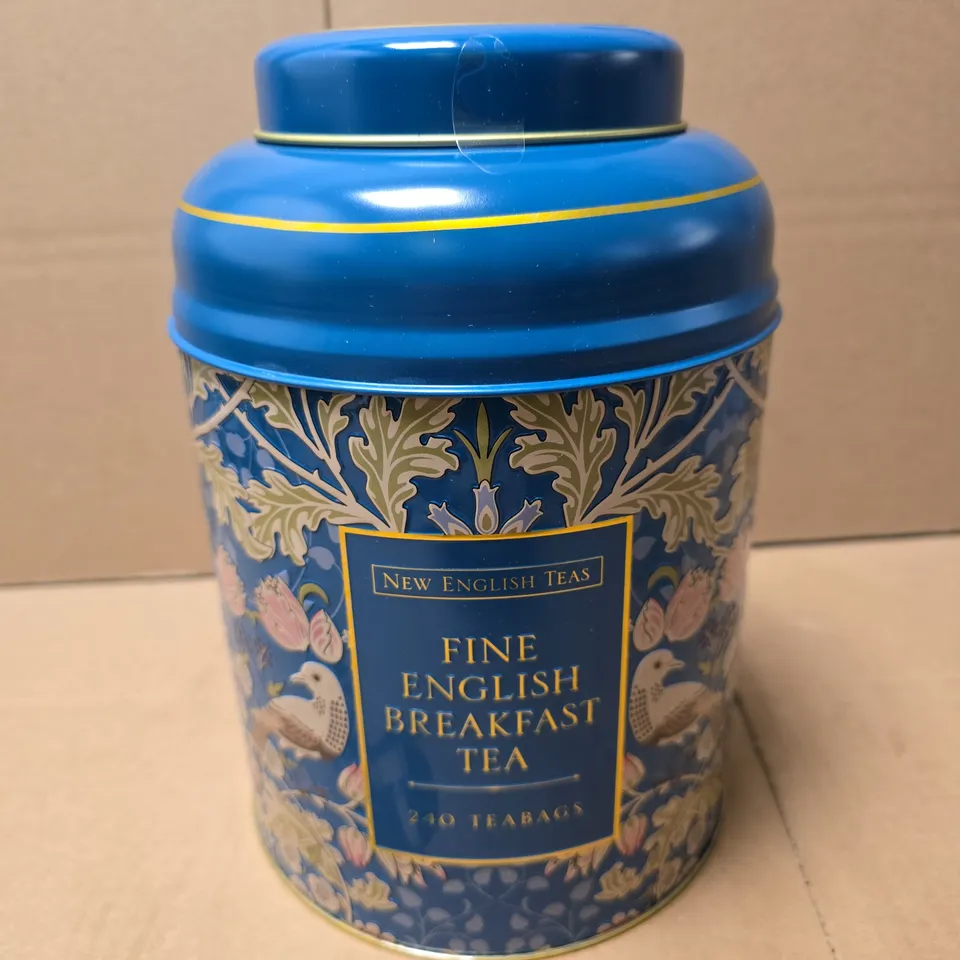 NEW ENGLISH TEAS
FINE
ENGLISH
BREAKFAST
TEA
240 TEABAGS